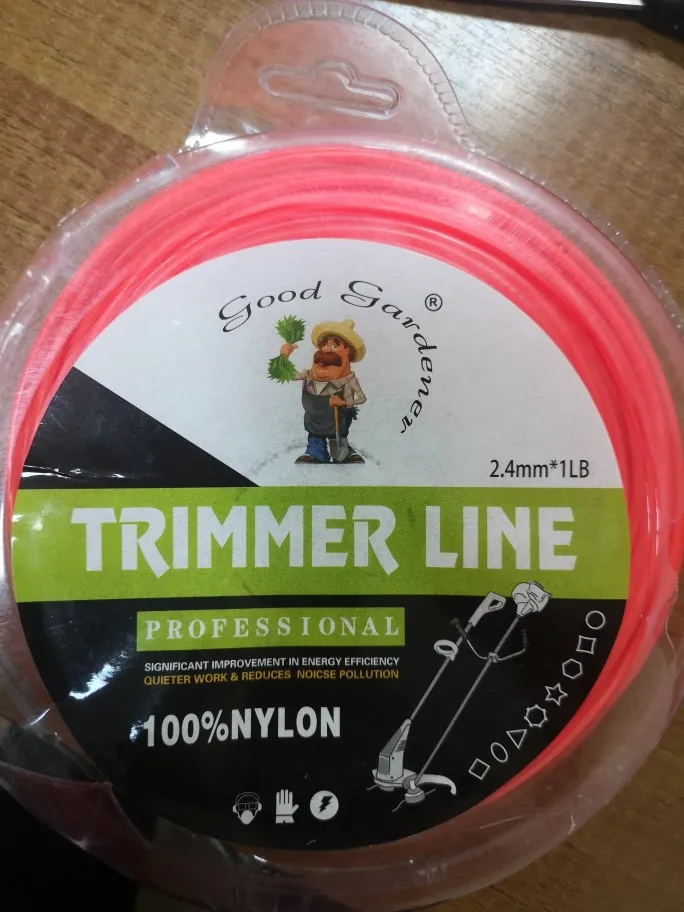 Good Gardener ®
2.4mm*1LB
TRIMMER LINE
PROFESSIONAL
SIGNIFICANT IMPROVEMENT IN ENERGY EFFICIENCY
QUIETER WORK & REDUCES NOICSE POLLUTION
100%NYLON